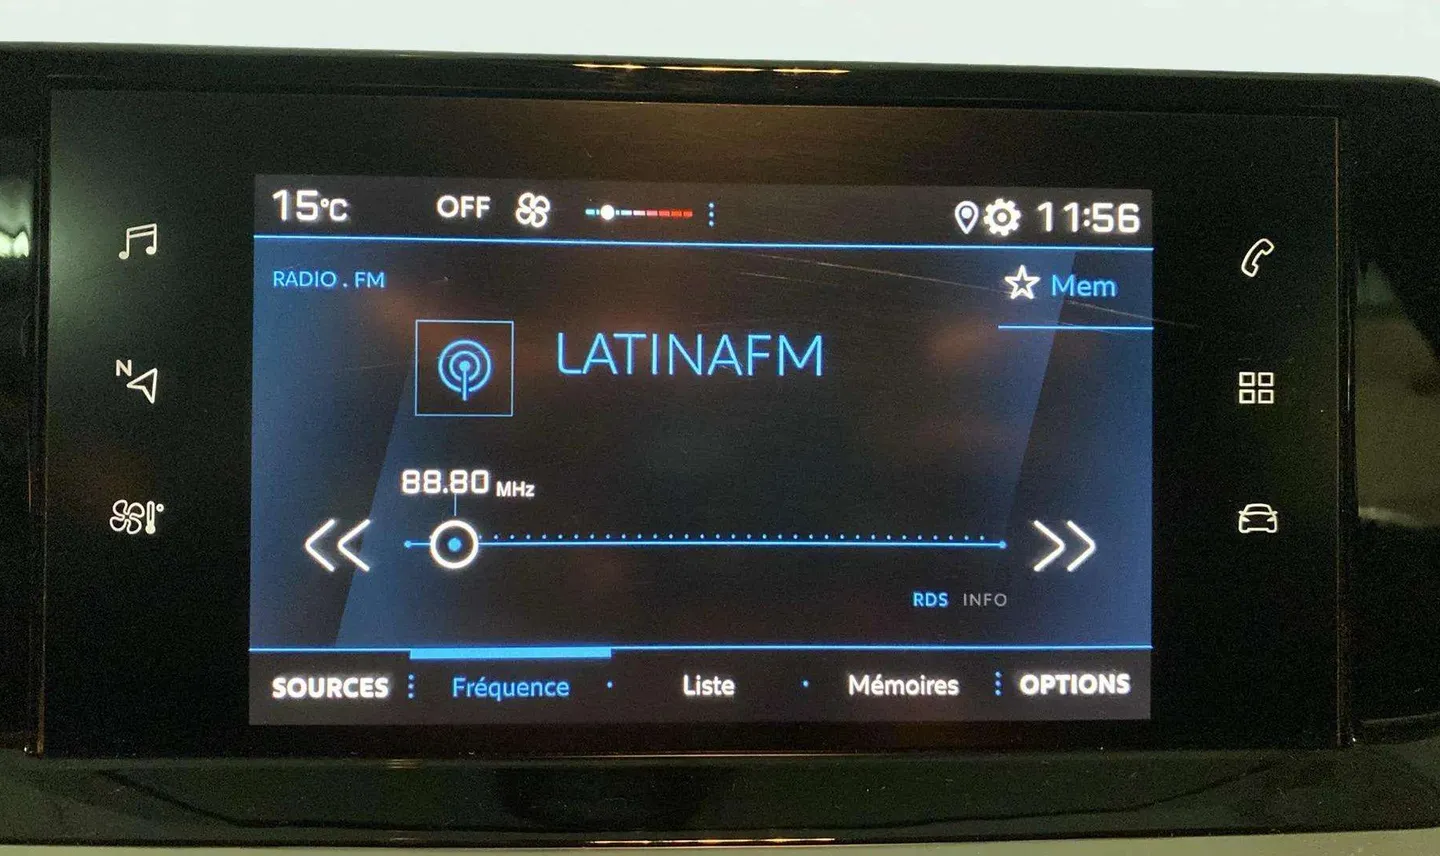 15°C OFF 11:56
RADIO . FM
Mem
LATINAFM
N
88.80 MHz
RDS INFO
SOURCES Fréquence Liste Mémoires OPTIONS